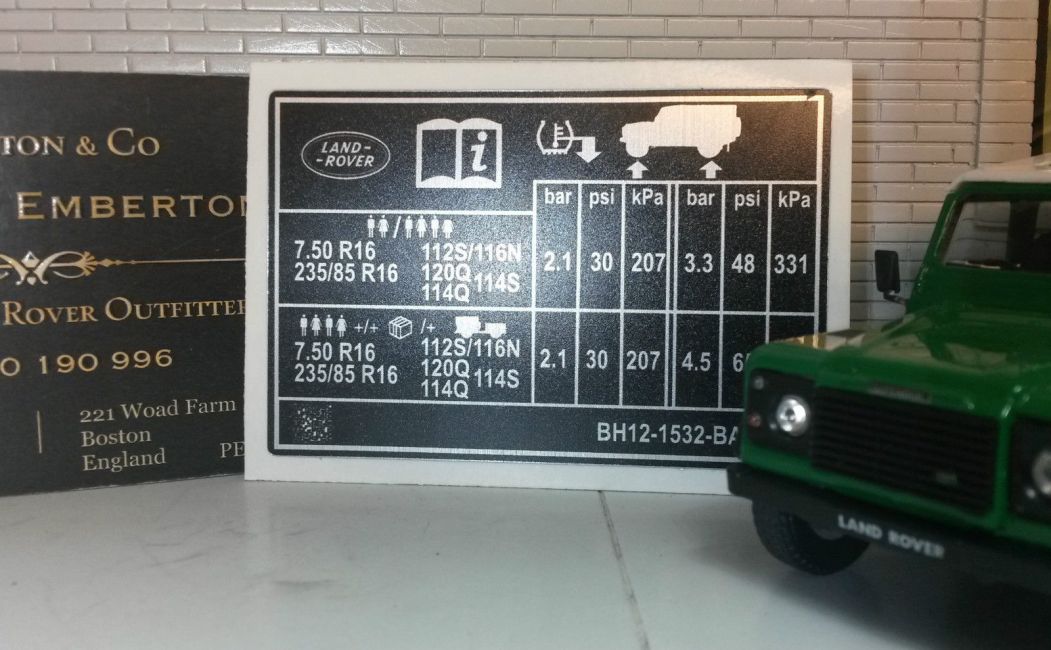 & Co
EMBERTO
ROVER OUTFITTE
0 190 996
221 Woad Farm
Boston
England
PE
LAND-
-ROVER
i
bar psi kPa bar psi kPa
7.50 R16 112S/116N
235/85 R16 120Q 114S
114Q
2.1 30 207 3.3 48 331
+/+ /+
7.50 R16 112S/116N
235/85 R16 120Q 114S
114Q
2.1 30 207 4.5 6
BH12-1532-BA
LAND ROVER